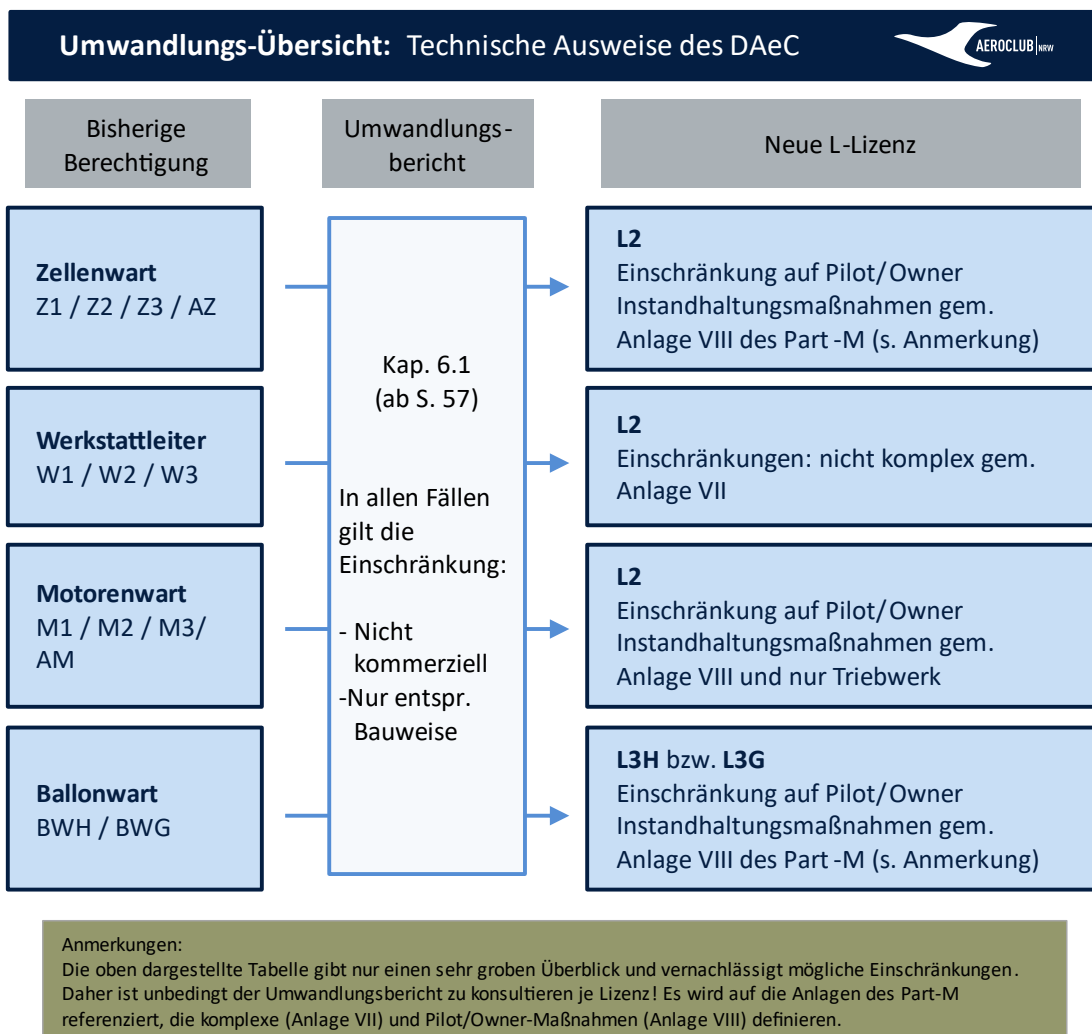 Umwandlungs-Übersicht: Technische Ausweise des DAeC
AEROCLUB|NRW
Bisherige
Berechtigung
Umwandlungs-
bericht
Neue L-Lizenz
Zellenwart
Z1 / Z2 / Z3 / AZ
Werkstattleiter
W1 / W2 / W3
Motorenwart
M1 / M2 / M3/
AM
Ballonwart
BWH / BWG
Kap. 6.1
(ab S. 57)
In allen Fällen
gilt die
Einschränkung:
- Nicht
kommerziell
-Nur entspr.
Bauweise
L2
Einschränkung auf Pilot/Owner
Instandhaltungsmaßnahmen gem.
Anlage VIII des Part -M (s. Anmerkung)
L2
Einschränkungen: nicht komplex gem.
Anlage VII
L2
Einschränkung auf Pilot/Owner
Instandhaltungsmaßnahmen gem.
Anlage VIII und nur Triebwerk
L3H bzw. L3G
Einschränkung auf Pilot/Owner
Instandhaltungsmaßnahmen gem.
Anlage VIII des Part -M (s. Anmerkung)
Anmerkungen:
Die oben dargestellte Tabelle gibt nur einen sehr groben Überblick und vernachlässigt mögliche Einschränkungen.
Daher ist unbedingt der Umwandlungsbericht zu konsultieren je Lizenz! Es wird auf die Anlagen des Part-M
referenziert, die komplexe (Anlage VII) und Pilot/Owner-Maßnahmen (Anlage VIII) definieren.